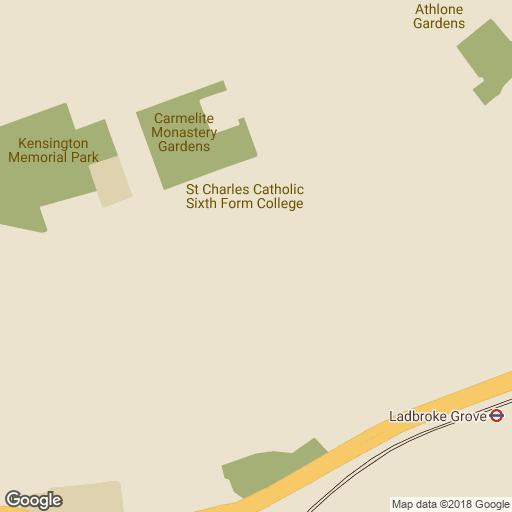 Athlone
Gardens
Carmelite
Monastery
Gardens
Kensington
Memorial Park
St Charles Catholic
Sixth Form College
Ladbroke Grove
Google
Map data ©2018 Google